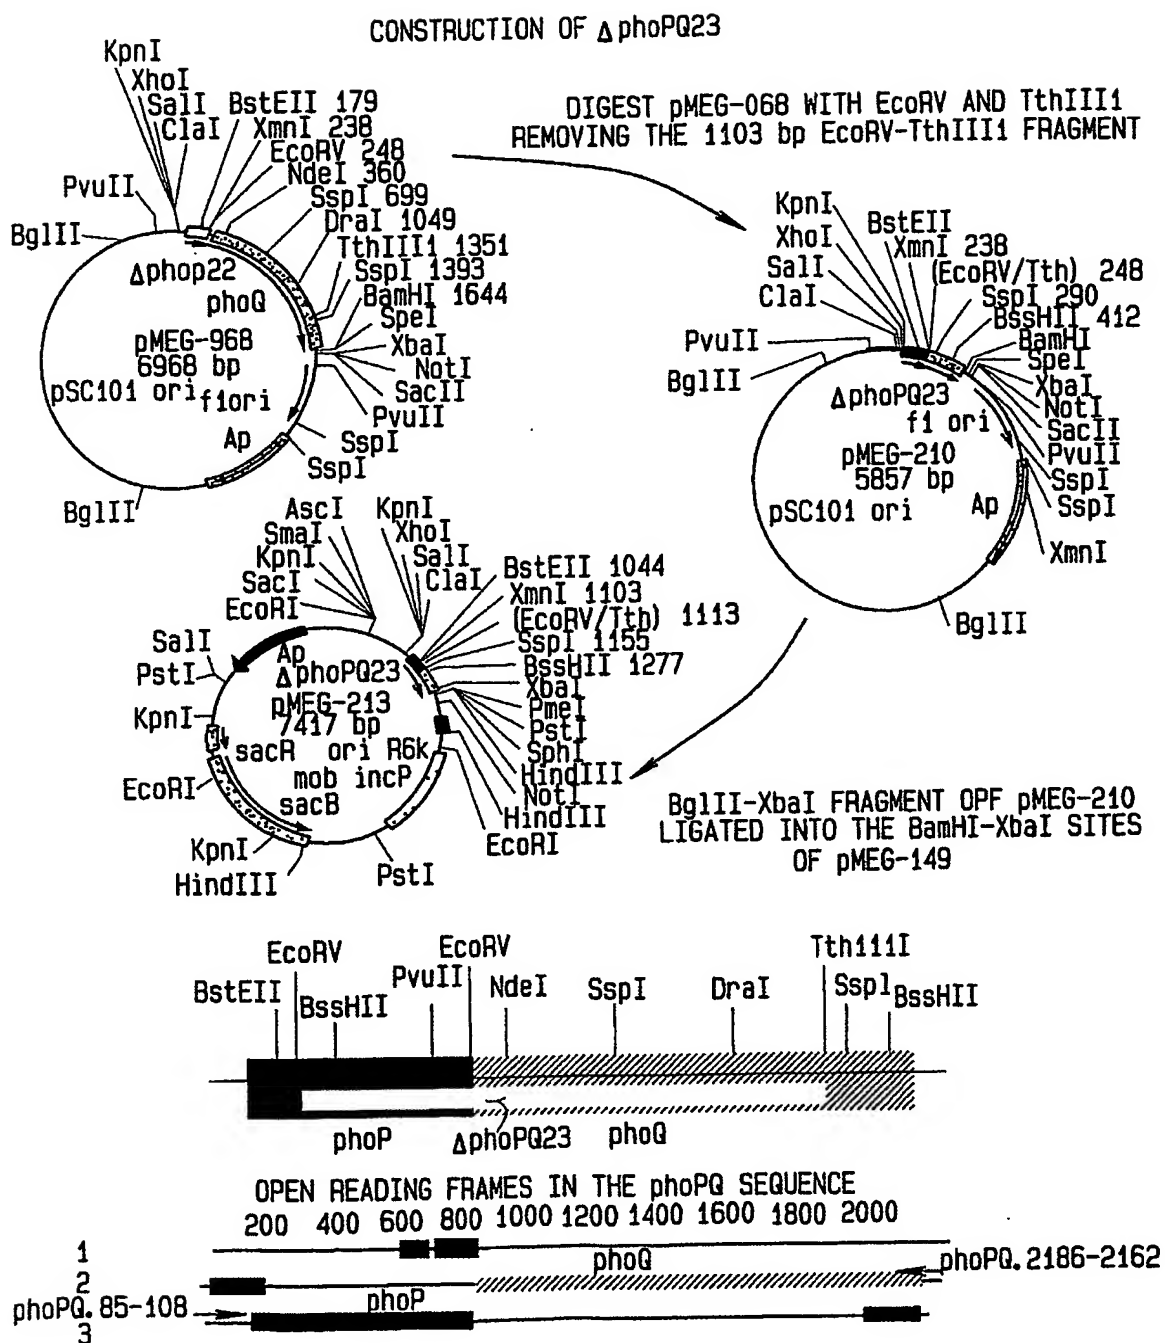 CONSTRUCTION OF ΔphoPQ23
KpnI
XhoI
SalI
ClaI
BstEII 179
XmnI 238
EcoRV 248
NdeI 360
SspI 699
DraI 1049
TthIII1 1351
SspI 1393
BamHI 1644
SpeI
XbaI
NotI
SacII
PvuII
SspI
SspI
PvuII
BglII
BglII
Δphop22
phoQ
pMEG-968
6968 bp
pSC101 ori
f1ori
Ap
DIGEST pMEG-068 WITH EcoRV AND TthIII1
REMOVING THE 1103 bp EcoRV-TthIII1 FRAGMENT
KpnI
XhoI
SalI
ClaI
BstEII
XmnI 238
(EcoRV/Tth) 248
SspI 290
BssHII 412
BamHI
SpeI
XbaI
NotI
SacII
PvuII
SspI
SspI
XmnI
BglII
PvuII
BglII
ΔphoPQ23
f1 ori
pMEG-210
5857 bp
pSC101 ori
Ap
AscI
SmaI
KpnI
SacI
EcoRI
KpnI
XhoI
SalI
ClaI
BstEII 1044
XmnI 1103
(EcoRV/Tth) 1113
SspI 1155
BssHII 1277
XbaI
PmeI
PstI
SphI
HindIII
NotI
HindIII
EcoRI
PstI
SalI
PstI
KpnI
EcoRI
KpnI
HindIII
Ap
ΔphoPQ23
pMEG-213
7417 bp
sacR
ori R6k
mob incP
sacB
BglII-XbaI FRAGMENT OPF pMEG-210
LIGATED INTO THE BamHI-XbaI SITES
OF pMEG-149
EcoRV
EcoRV
Tth111I
BstEII
BssHII
PvuII
NdeI
SspI
DraI
SspI
BssHII
phoP
ΔphoPQ23
phoQ
OPEN READING FRAMES IN THE phoPQ SEQUENCE
200 400 600 800 1000 1200 1400 1600 1800 2000
1
phoQ
phoPQ.2186-2162
2
phoP
phoPQ.85-108
3